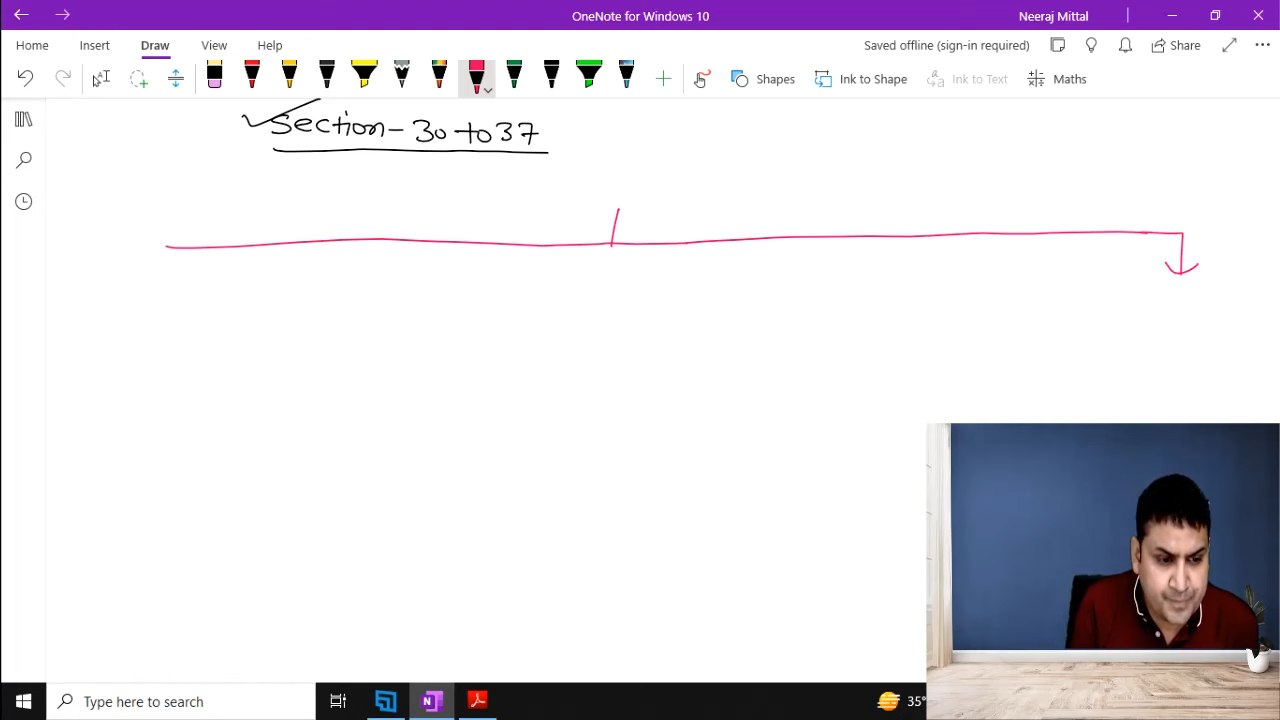 OneNote for Windows 10
Neeraj Mittal
Home Insert Draw View Help
Saved offline (sign-in required)
Share
Shapes
Ink to Shape
Ink to Text
Maths
Section - 30 to 37
Type here to search
35°